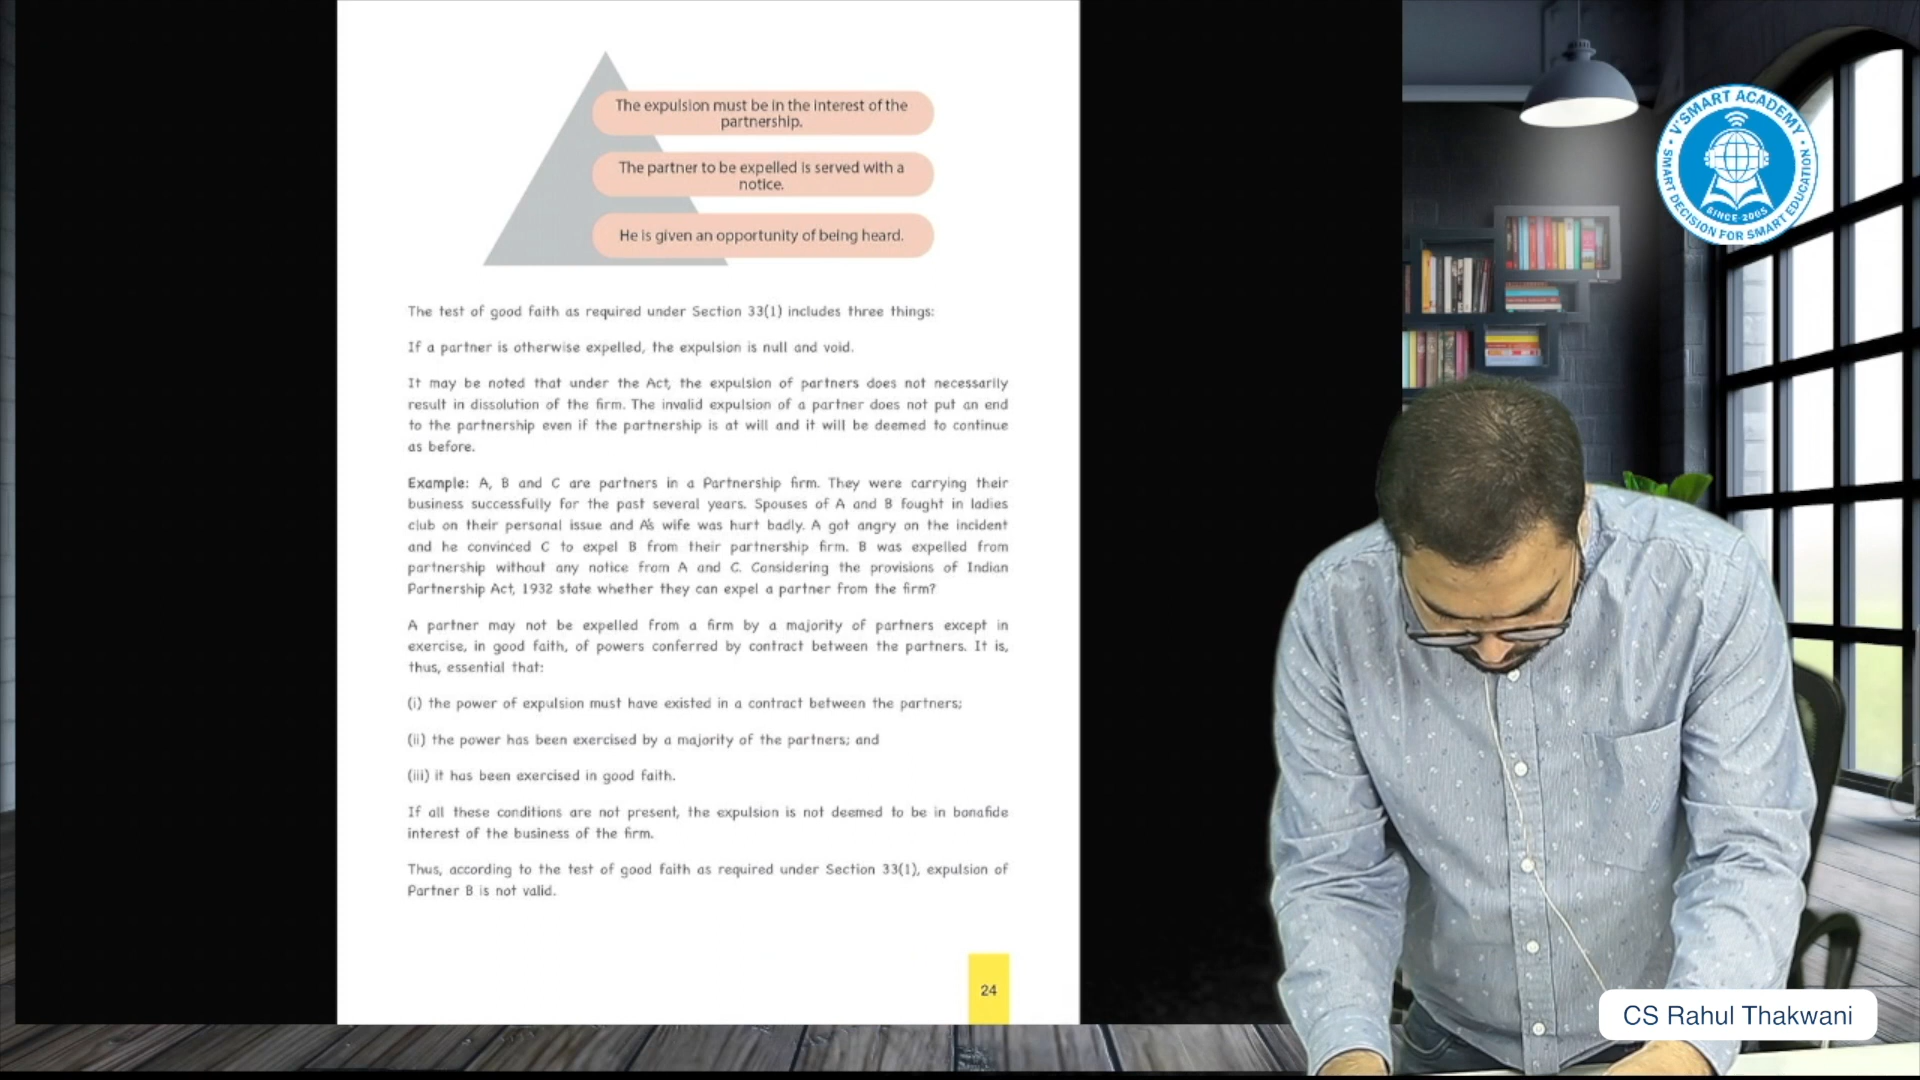 The expulsion must be in the interest of the
partnership.
The partner to be expelled is served with a
notice.
He is given an opportunity of being heard.
The test of good faith as required under Section 33(1) includes three things:
If a partner is otherwise expelled, the expulsion is null and void.
It may be noted that under the Act, the expulsion of partners does not necessarily
result in dissolution of the firm. The invalid expulsion of a partner does not put an end
to the partnership even if the partnership is at will and it will be deemed to continue
as before.
Example: A, B and C are partners in a Partnership firm. They were carrying their
business successfully for the past several years. Spouses of A and B fought in ladies
club on their personal issue and A's wife was hurt badly. A got angry on the incident
and he convinced C to expel B from their partnership firm. B was expelled from
partnership without any notice from A and C. Considering the provisions of Indian
Partnership Act, 1932 state whether they can expel a partner from the firm?
A partner may not be expelled from a firm by a majority of partners except in
exercise, in good faith, of powers conferred by contract between the partners. It is,
thus, essential that:
(i) the power of expulsion must have existed in a contract between the partners;
(ii) the power has been exercised by a majority of the partners; and
(iii) it has been exercised in good faith.
If all these conditions are not present, the expulsion is not deemed to be in bonafide
interest of the business of the firm.
Thus, according to the test of good faith as required under Section 33(1), expulsion of
Partner B is not valid.
24
V'SMART ACADEMY
SMART DECISION FOR SMART EDUCATION
SINCE-2005
CS Rahul Thakwani